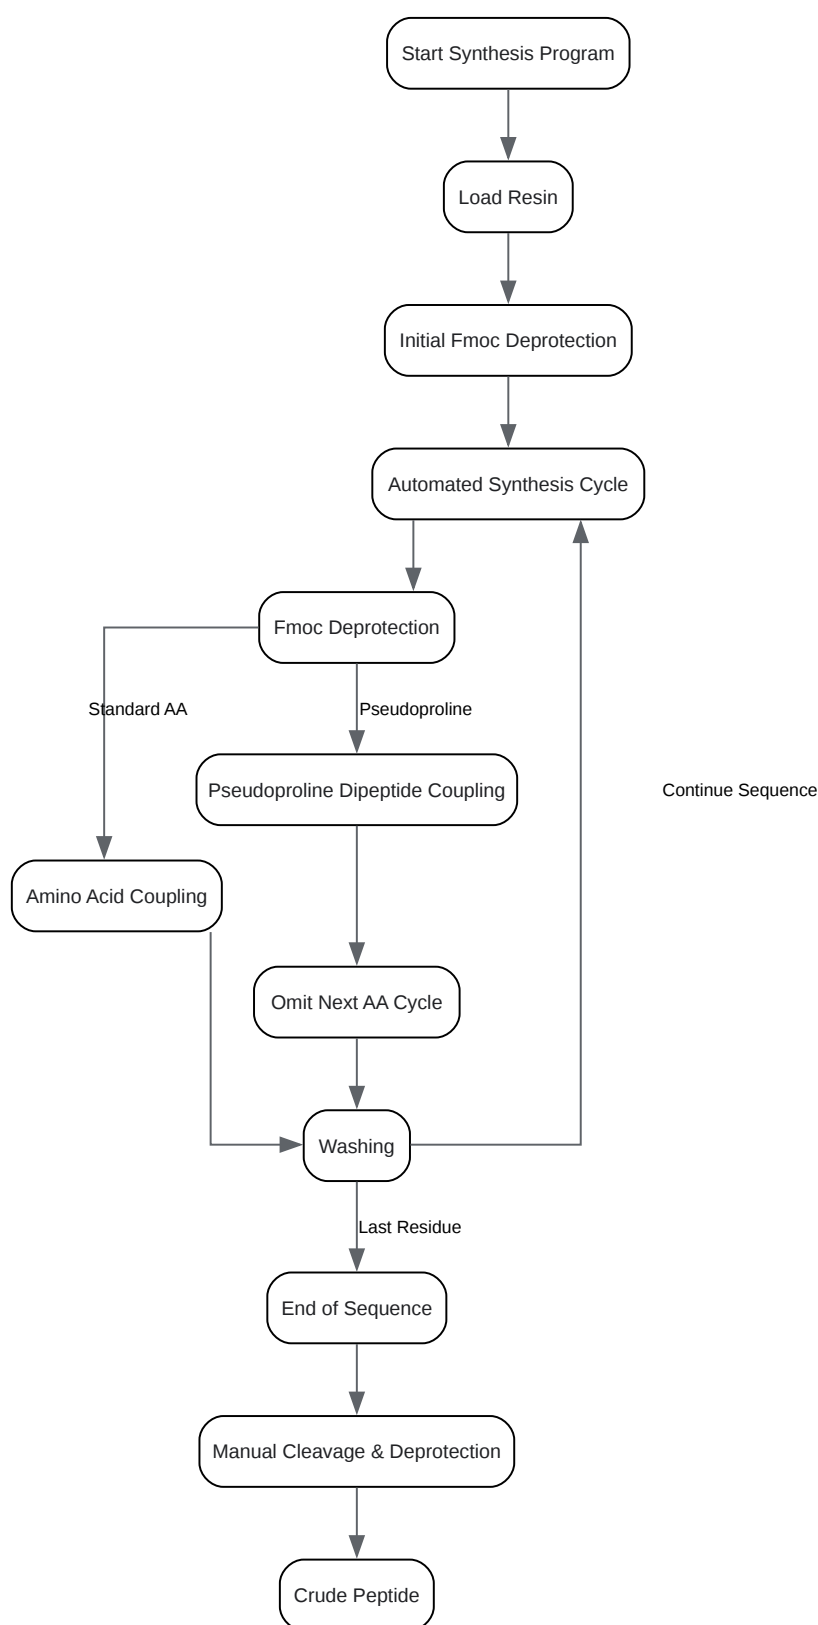 Start Synthesis Program
Load Resin
Initial Fmoc Deprotection
Automated Synthesis Cycle
Fmoc Deprotection
Standard AA
Pseudoproline
Pseudoproline Dipeptide Coupling
Continue Sequence
Amino Acid Coupling
Omit Next AA Cycle
Washing
Last Residue
End of Sequence
Manual Cleavage & Deprotection
Crude Peptide